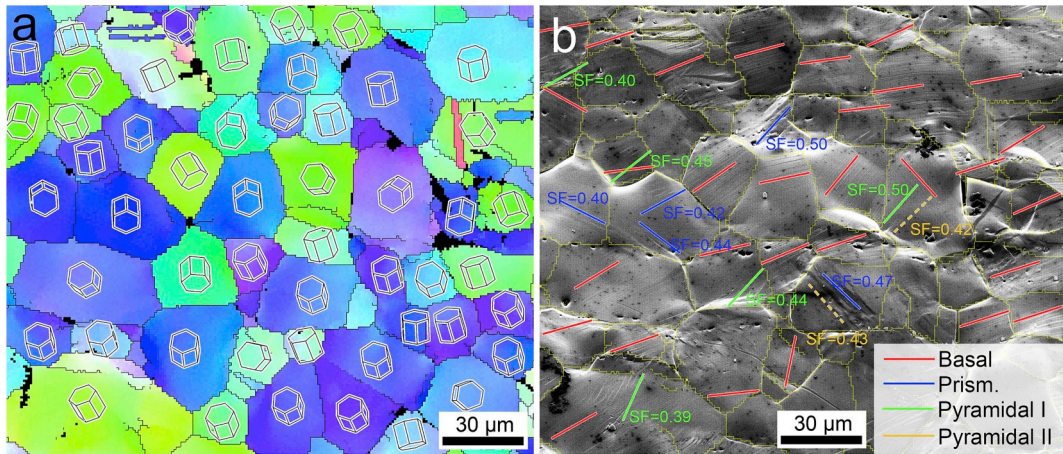 a
30 µm
b
SF=0.40
SF=0.50
SF=0.49
SF=0.40
SF=0.42
SF=0.44
SF=0.50
SF=0.42
SF=0.44
SF=0.47
SF=0.43
SF=0.39
30 µm
Basal
Prism.
Pyramidal I
Pyramidal II